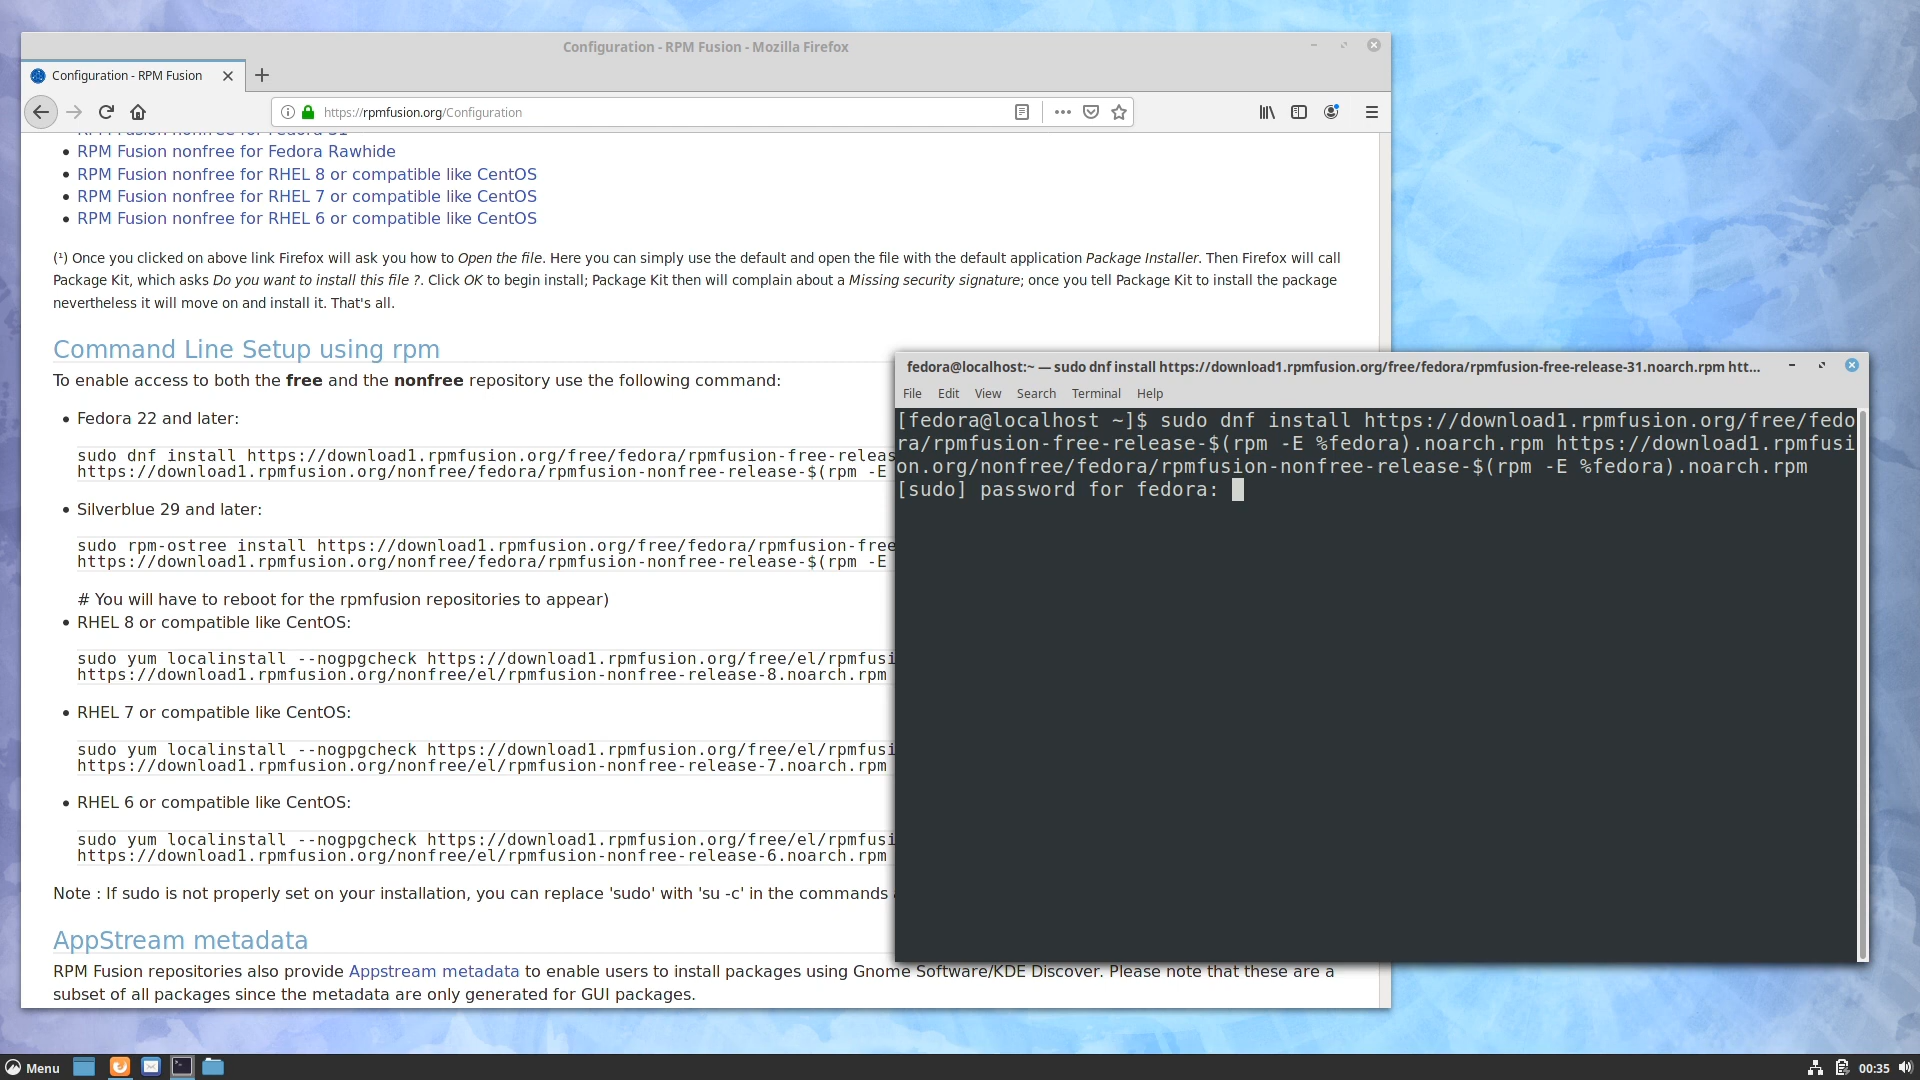 Configuration - RPM Fusion - Mozilla Firefox
Configuration - RPM Fusion
https://rpmfusion.org/Configuration
RPM Fusion nonfree for Fedora 31
RPM Fusion nonfree for Fedora Rawhide
RPM Fusion nonfree for RHEL 8 or compatible like CentOS
RPM Fusion nonfree for RHEL 7 or compatible like CentOS
RPM Fusion nonfree for RHEL 6 or compatible like CentOS
(¹) Once you clicked on above link Firefox will ask you how to Open the file. Here you can simply use the default and open the file with the default application Package Installer. Then Firefox will call
Package Kit, which asks Do you want to install this file ?. Click OK to begin install; Package Kit then will complain about a Missing security signature; once you tell Package Kit to install the package
nevertheless it will move on and install it. That's all.
Command Line Setup using rpm
To enable access to both the free and the nonfree repository use the following command:
Fedora 22 and later:
sudo dnf install https://download1.rpmfusion.org/free/fedora/rpmfusion-free-releas
https://download1.rpmfusion.org/nonfree/fedora/rpmfusion-nonfree-release-$(rpm -E
Silverblue 29 and later:
sudo rpm-ostree install https://download1.rpmfusion.org/free/fedora/rpmfusion-free
https://download1.rpmfusion.org/nonfree/fedora/rpmfusion-nonfree-release-$(rpm -E
# You will have to reboot for the rpmfusion repositories to appear)
RHEL 8 or compatible like CentOS:
sudo yum localinstall --nogpgcheck https://download1.rpmfusion.org/free/el/rpmfusi
https://download1.rpmfusion.org/nonfree/el/rpmfusion-nonfree-release-8.noarch.rpm
RHEL 7 or compatible like CentOS:
sudo yum localinstall --nogpgcheck https://download1.rpmfusion.org/free/el/rpmfusi
https://download1.rpmfusion.org/nonfree/el/rpmfusion-nonfree-release-7.noarch.rpm
RHEL 6 or compatible like CentOS:
sudo yum localinstall --nogpgcheck https://download1.rpmfusion.org/free/el/rpmfusi
https://download1.rpmfusion.org/nonfree/el/rpmfusion-nonfree-release-6.noarch.rpm
Note : If sudo is not properly set on your installation, you can replace 'sudo' with 'su -c' in the commands
AppStream metadata
RPM Fusion repositories also provide Appstream metadata to enable users to install packages using Gnome Software/KDE Discover. Please note that these are a
subset of all packages since the metadata are only generated for GUI packages.
fedora@localhost:~ — sudo dnf install https://download1.rpmfusion.org/free/fedora/rpmfusion-free-release-31.noarch.rpm htt...
File Edit View Search Terminal Help
[fedora@localhost ~]$ sudo dnf install https://download1.rpmfusion.org/free/fedo
ra/rpmfusion-free-release-$(rpm -E %fedora).noarch.rpm https://download1.rpmfusi
on.org/nonfree/fedora/rpmfusion-nonfree-release-$(rpm -E %fedora).noarch.rpm
[sudo] password for fedora:
Menu
00:35